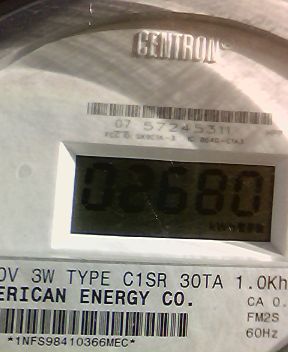 CENTRON
07 57245311
02680
0V 3W TYPE C1SR 30TA 1.0Kh
ERICAN ENERGY CO. CA 0.
FM2S
*1NFS98410366MEC* 60Hz